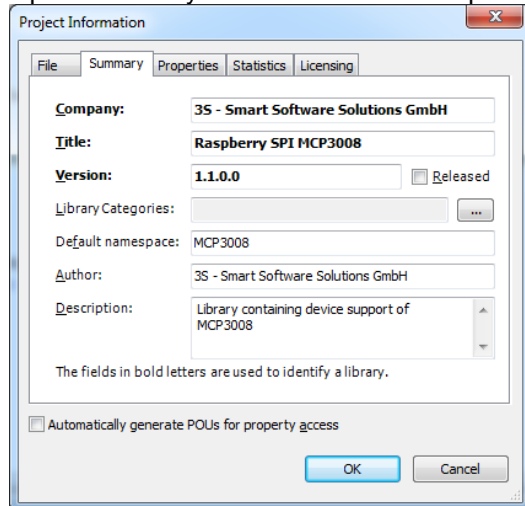 Project Information
File Summary Properties Statistics Licensing
Company: 3S - Smart Software Solutions GmbH
Title: Raspberry SPI MCP3008
Version: 1.1.0.0 Released
Library Categories: ...
Default namespace: MCP3008
Author: 3S - Smart Software Solutions GmbH
Description: Library containing device support of
MCP3008
The fields in bold letters are used to identify a library.
Automatically generate POUs for property access
OK Cancel